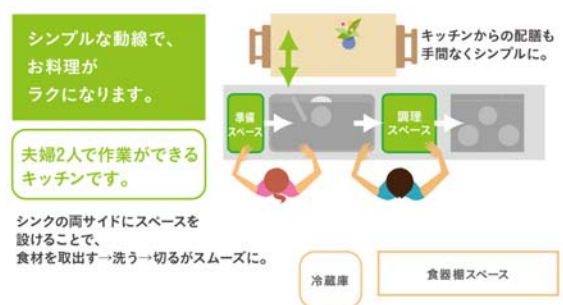 シンプルな動線で、
お料理が
ラクになります。
夫婦2人で作業ができる
キッチンです。
シンクの両サイドにスペースを
設けることで、
食材を取出す→洗う→切るがスムーズに。
キッチンからの配膳も
手間なくシンプルに。
準備
スペース
調理
スペース
冷蔵庫
食器棚スペース